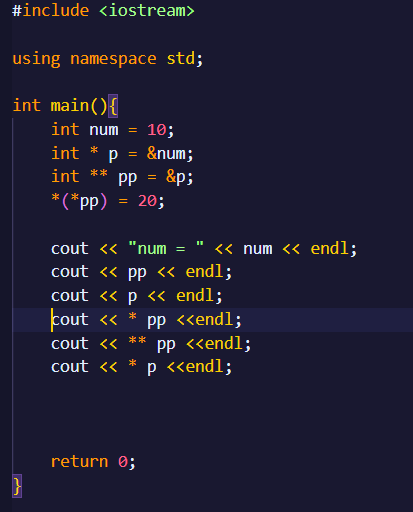 #include <iostream>
using namespace std;
int main(){
int num = 10;
int * p = &num;
int ** pp = &p;
*(*pp) = 20;
cout << "num = " << num << endl;
cout << pp << endl;
cout << p << endl;
cout << * pp <<endl;
cout << ** pp <<endl;
cout << * p <<endl;
return 0;
}